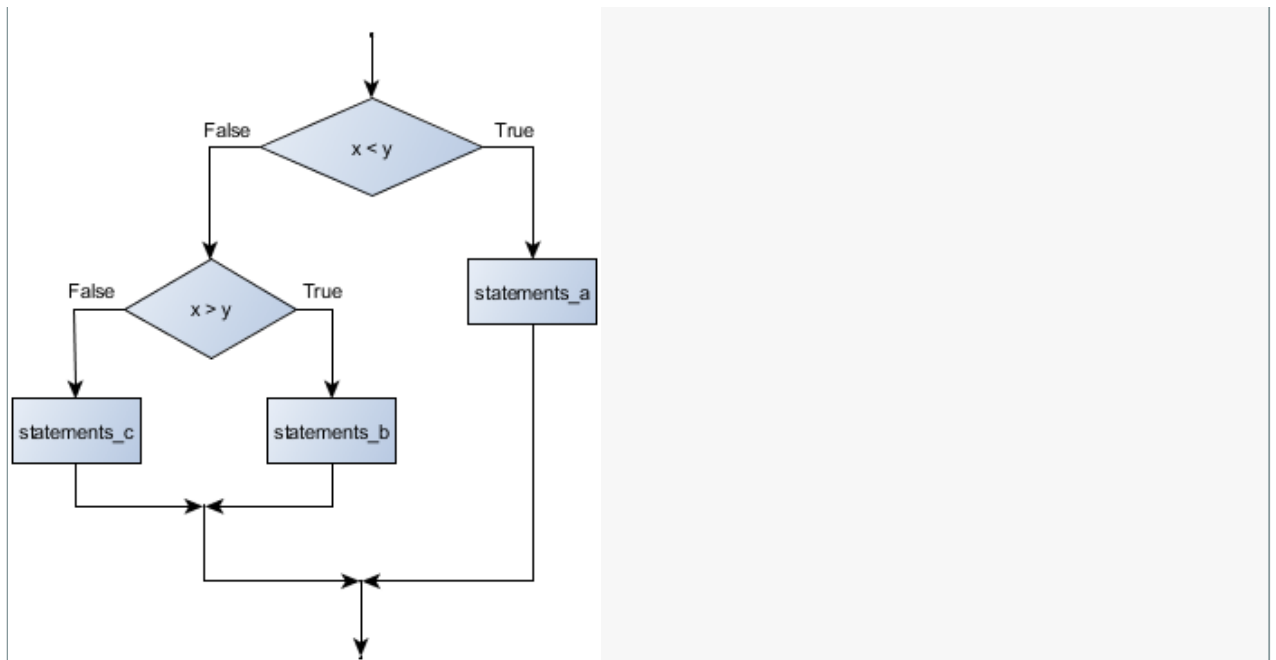 False
True
x < y
False
True
x > y
statements_a
statements_c
statements_b